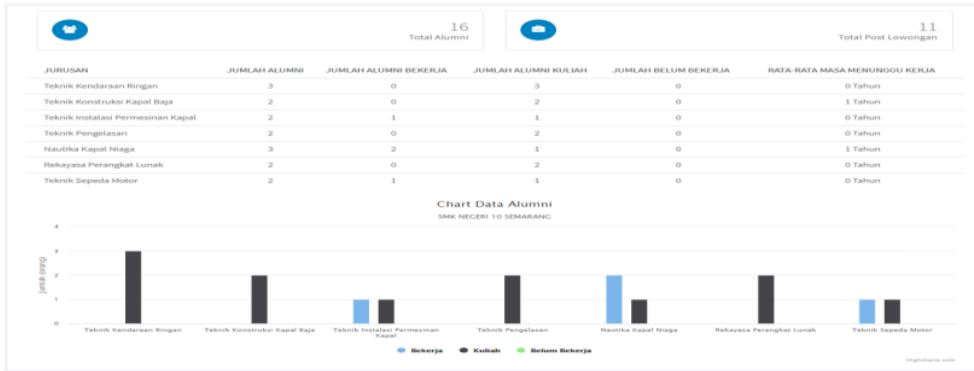 16
Total Alumni
11
Total Post Lowongan
JURUSAN JUMLAH ALUMNI JUMLAH ALUMNI BEKERJA JUMLAH ALUMNI KULIAH JUMLAH BELUM BEKERJA RATA-RATA MASA MENUNGGU KERJA
Teknik Kendaraan Ringan 3 0 3 0 0 Tahun
Teknik Konstruksi Kapal Baja 2 0 2 0 1 Tahun
Teknik Instalasi Permesinan Kapal 2 1 1 0 0 Tahun
Teknik Pengelasan 2 0 2 0 0 Tahun
Nautika Kapal Niaga 3 2 1 0 1 Tahun
Rekayasa Perangkat Lunak 2 0 2 0 0 Tahun
Teknik Sepeda Motor 2 1 1 0 0 Tahun
Chart Data Alumni
SMK NEGERI 10 SEMARANG
4
3
2
1
0
Jumlah (orang)
Teknik Kendaraan Ringan Teknik Konstruksi Kapal Baja Teknik Instalasi Permesinan Kapal Teknik Pengelasan Nautika Kapal Niaga Rekayasa Perangkat Lunak Teknik Sepeda Motor
Bekerja Kuliah Belum Bekerja
Highcharts.com